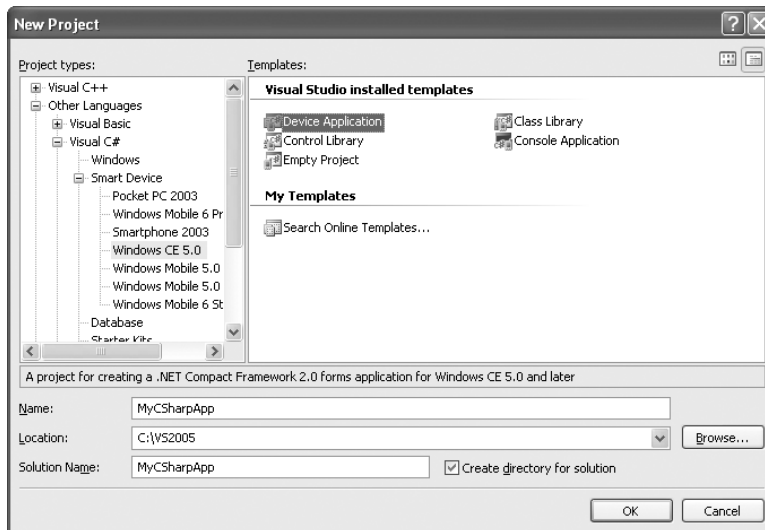 New Project
Project types:
Templates:
Visual C++
Other Languages
Visual Basic
Visual C#
Windows
Smart Device
Pocket PC 2003
Windows Mobile 6 Pr
Smartphone 2003
Windows CE 5.0
Windows Mobile 5.0
Windows Mobile 5.0
Windows Mobile 6 St
Database
Starter Kits
Visual Studio installed templates
Device Application
Class Library
Control Library
Console Application
Empty Project
My Templates
Search Online Templates...
A project for creating a .NET Compact Framework 2.0 forms application for Windows CE 5.0 and later
Name: MyCSharpApp
Location: C:\VS2005 Browse...
Solution Name: MyCSharpApp Create directory for solution
OK Cancel